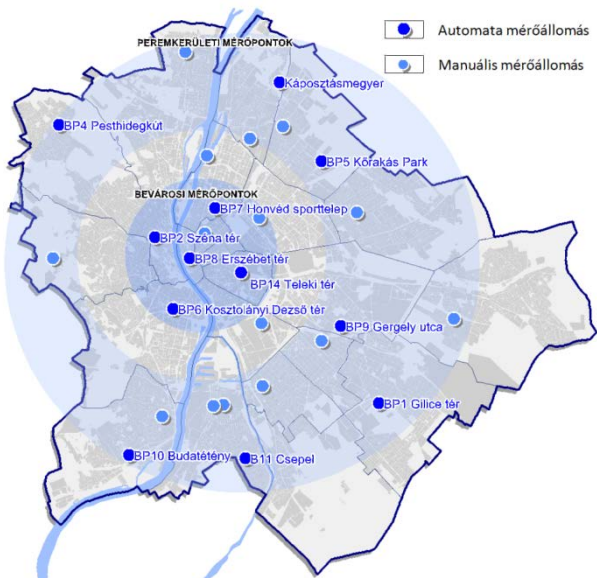 Automata mérőállomás
Manuális mérőállomás
PEREMKERÜLETI MÉRŐPONTOK
Káposztásmegyer
BP4 Pesthidegkút
BP5 Kőrakás Park
BEVÁROSI MÉRŐPONTOK
BP7 Honvéd sporttelep
BP2 Széna tér
BP8 Erszébet tér
BP14 Teleki tér
BP6 Kosztolányi Dezső tér
BP9 Gergely utca
BP1 Gilice tér
BP10 Budatétény
B11 Csepel